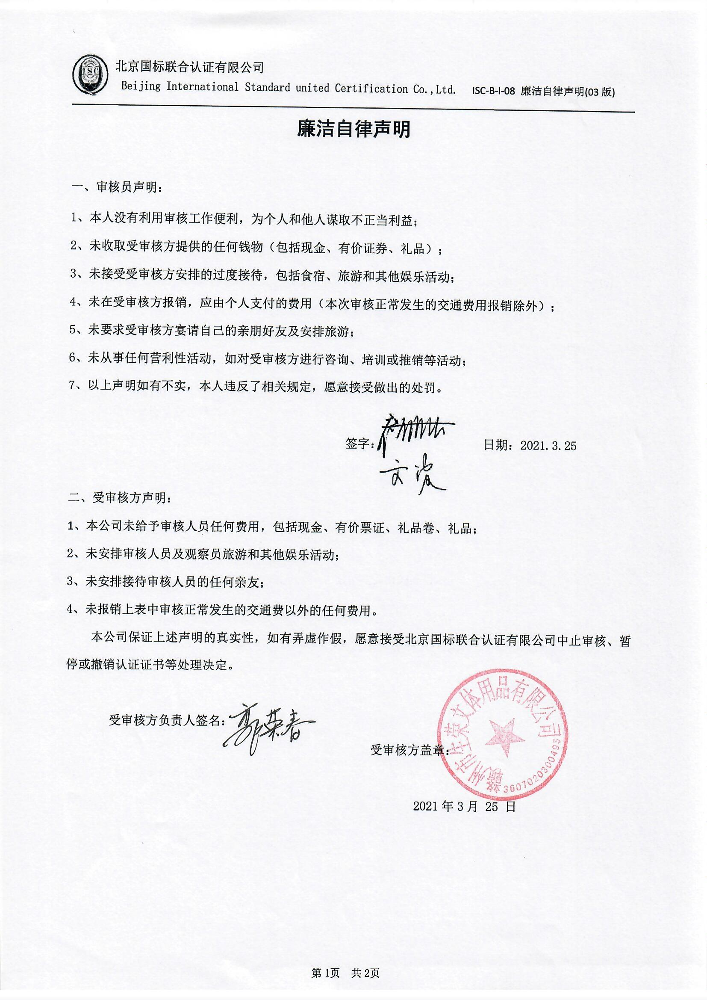 ISC
北京国标联合认证有限公司
Beijing International Standard united Certification Co.,Ltd. ISC-B-I-08 廉洁自律声明(03 版)
廉洁自律声明
一、审核员声明：
1、本人没有利用审核工作便利，为个人和他人谋取不正当利益；
2、未收取受审核方提供的任何钱物（包括现金、有价证券、礼品）；
3、未接受受审核方安排的过度接待，包括食宿、旅游和其他娱乐活动；
4、未在受审核方报销，应由个人支付的费用（本次审核正常发生的交通费用报销除外）；
5、未要求受审核方宴请自己的亲朋好友及安排旅游；
6、未从事任何营利性活动，如对受审核方进行咨询、培训或推销等活动；
7、以上声明如有不实，本人违反了相关规定，愿意接受做出的处罚。
签字： 日期：2021.3.25
文波
二、受审核方声明：
1、本公司未给予审核人员任何费用，包括现金、有价票证、礼品卷、礼品；
2、未安排审核人员及观察员旅游和其他娱乐活动；
3、未安排接待审核人员的任何亲友；
4、未报销上表中审核正常发生的交通费以外的任何费用。
本公司保证上述声明的真实性，如有弄虚作假，愿意接受北京国标联合认证有限公司中止审核、暂
停或撤销认证证书等处理决定。
受审核方负责人签名：郭荣春
受审核方盖章：
赣州市生荣文体用品有限公司
3607020300495
2021 年 3 月 25 日
第 1页 共 2页